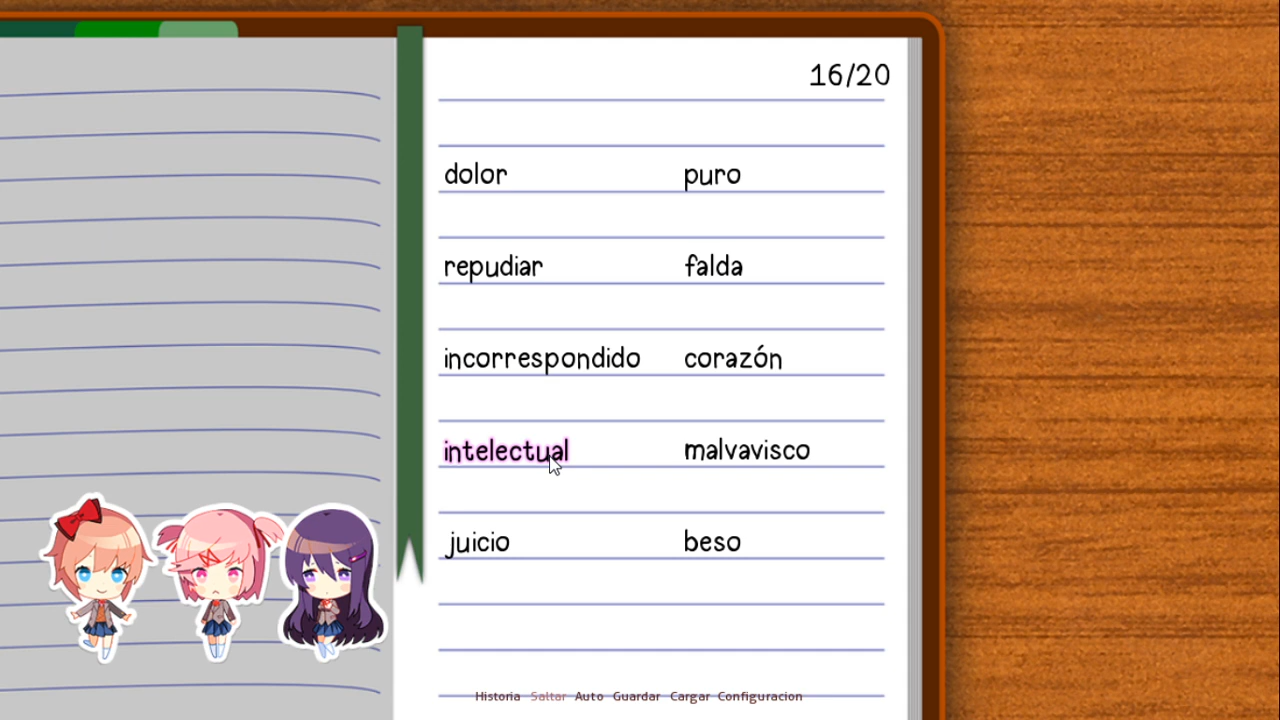 16/20
dolor puro
repudiar falda
incorrespondido corazón
intelectual malvavisco
juicio beso
Historia Saltar Auto Guardar Cargar Configuracion